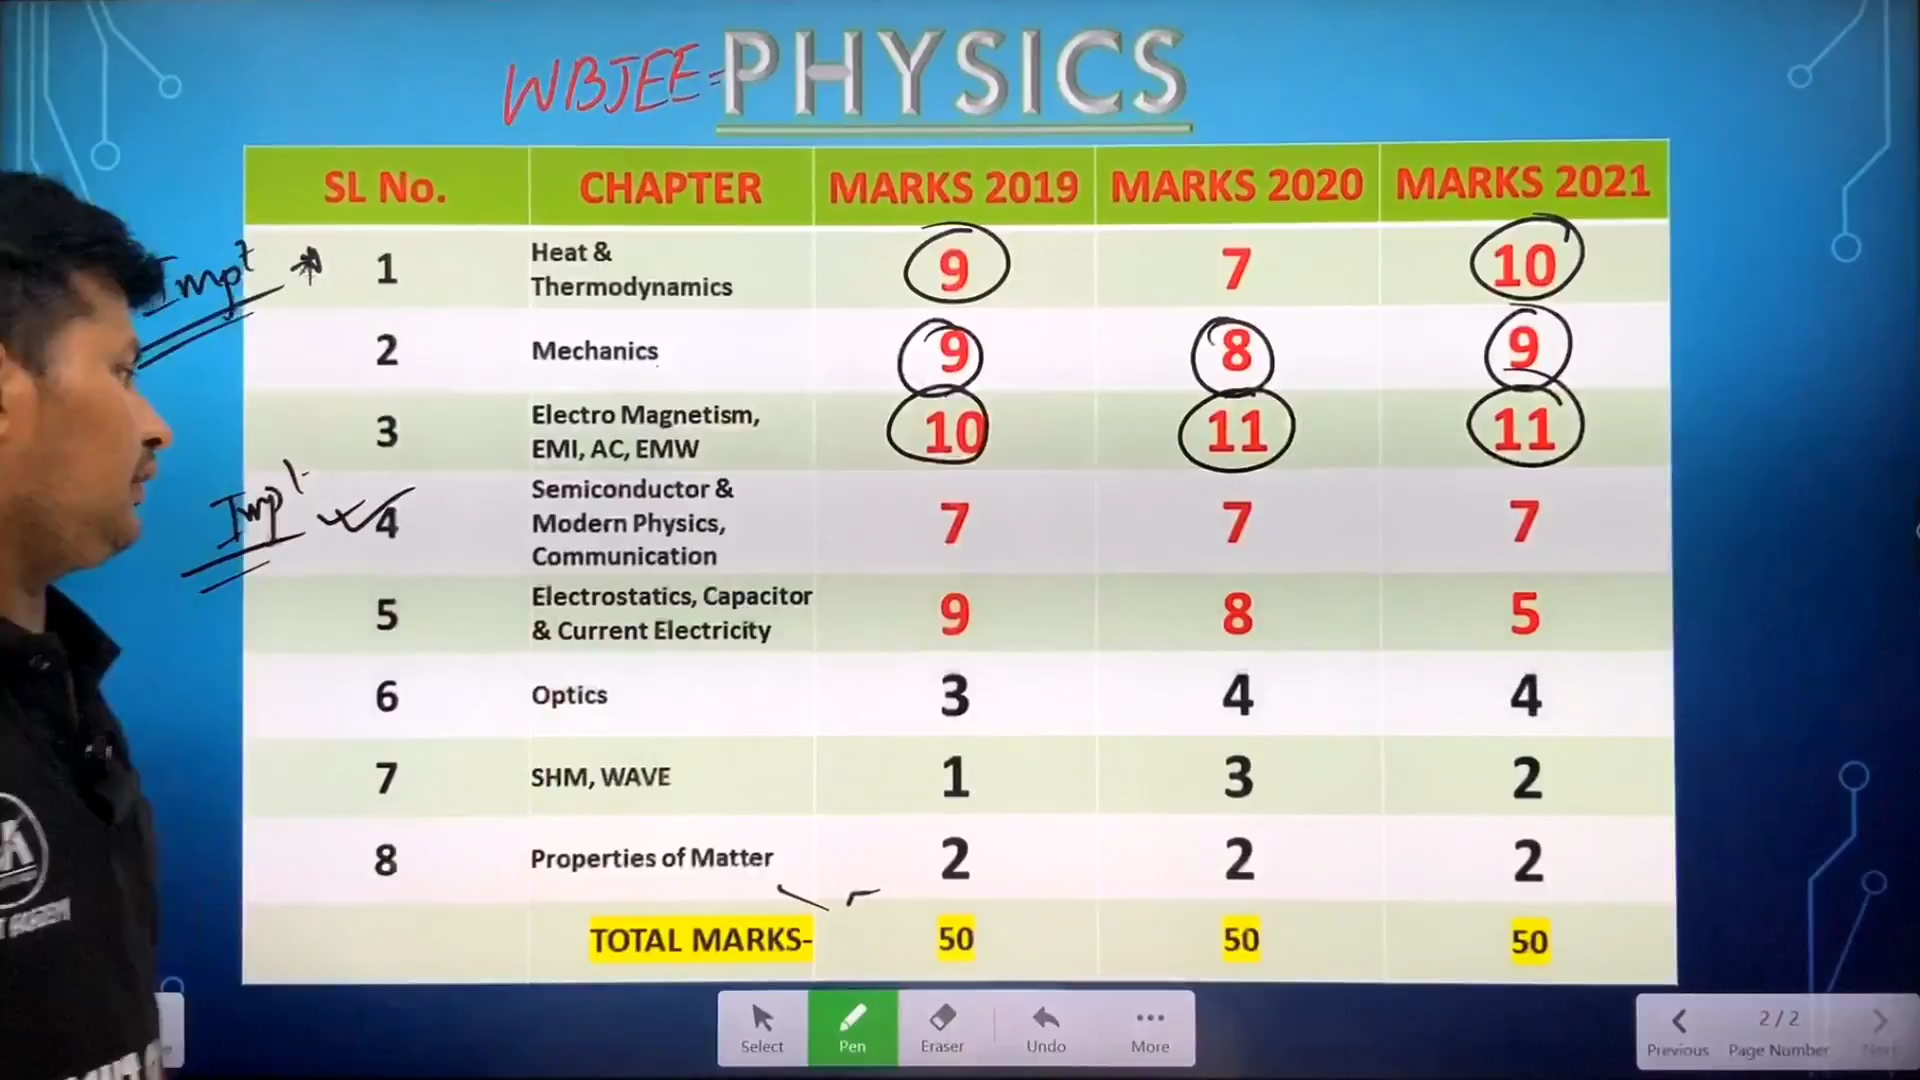 WBJEE- PHYSICS
SL No. CHAPTER MARKS 2019 MARKS 2020 MARKS 2021
Impt 1 Heat & 9 7 10
Thermodynamics
2 Mechanics 9 8 9
3 Electro Magnetism, 10 11 11
EMI, AC, EMW
Impt 4 Semiconductor & 7 7 7
Modern Physics,
Communication
5 Electrostatics, Capacitor 9 8 5
& Current Electricity
6 Optics 3 4 4
7 SHM, WAVE 1 3 2
8 Properties of Matter 2 2 2
TOTAL MARKS- 50 50 50
Select Pen Eraser Undo More
2 / 2
Previous Page Number